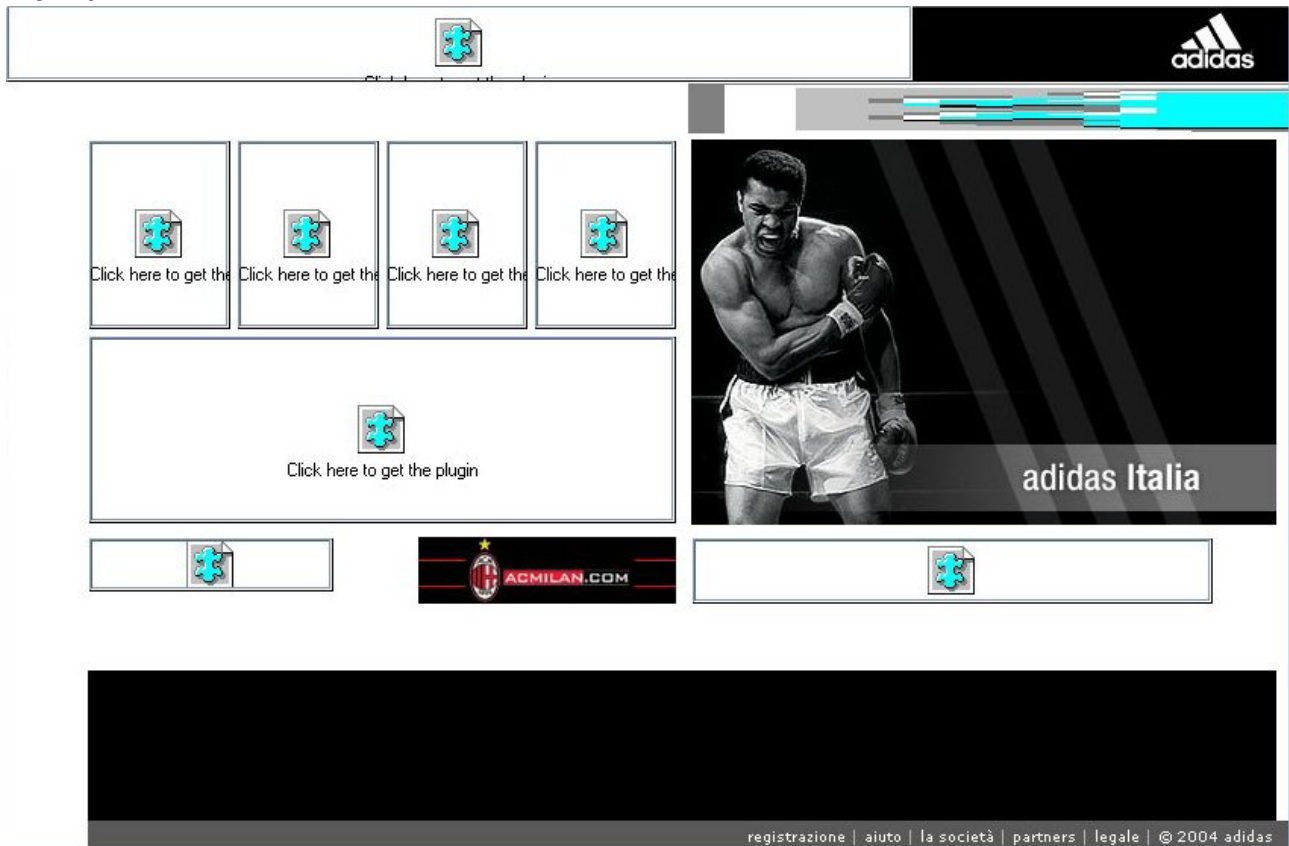 adidas
Click here to get the
Click here to get the
Click here to get the
Click here to get the
Click here to get the plugin
adidas Italia
ACMILAN.COM
registrazione | aiuto | la società | partners | legale | © 2004 adidas